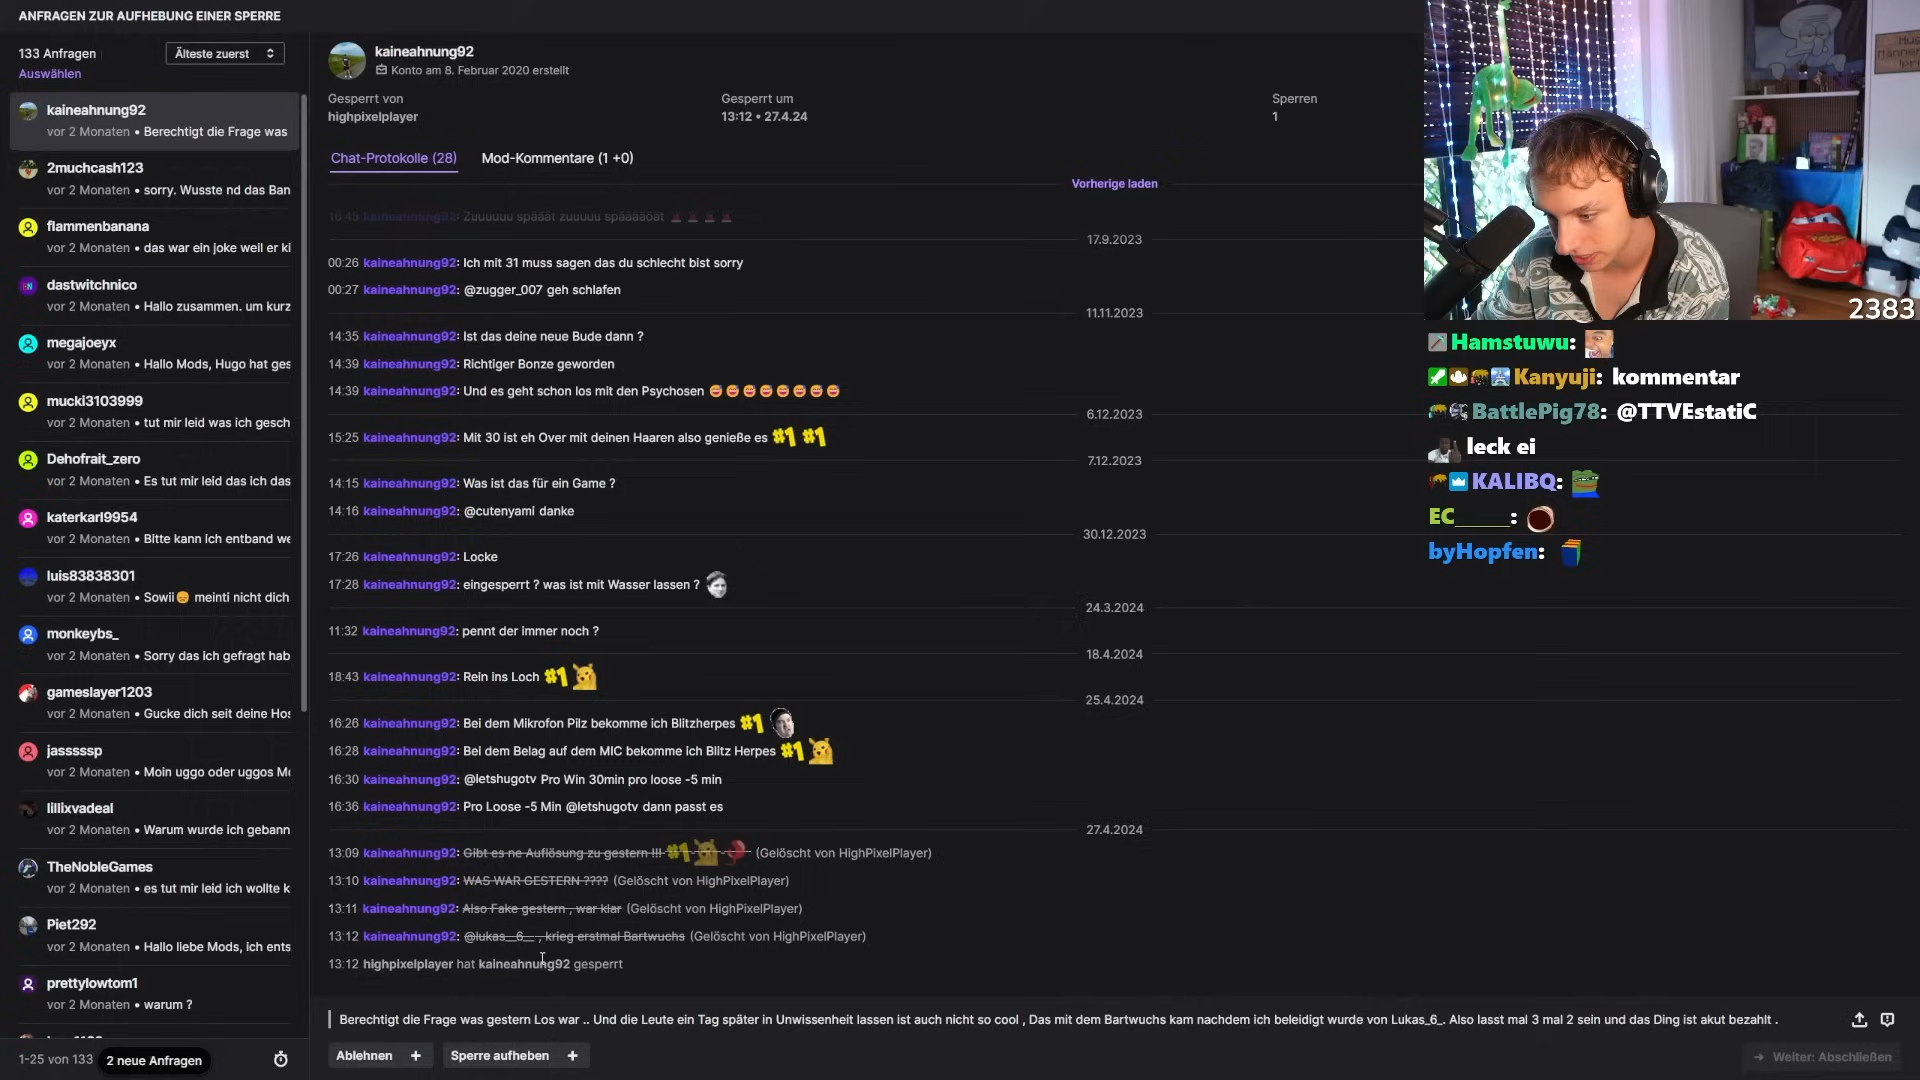 ANFRAGEN ZUR AUFHEBUNG EINER SPERRE
133 Anfragen
Älteste zuerst
Auswählen
kaineahnung92
vor 2 Monaten • Berechtigt die Frage was
2muchcash123
vor 2 Monaten • sorry. Wusste nd das Ban
flammenbanana
vor 2 Monaten • das war ein joke weil er ki
dastwitchnico
vor 2 Monaten • Hallo zusammen. um kurz
megajoeyx
vor 2 Monaten • Hallo Mods, Hugo hat ges
mucki3103999
vor 2 Monaten • tut mir leid was ich gesch
Dehofrait_zero
vor 2 Monaten • Es tut mir leid das ich das
katerkarl9954
vor 2 Monaten • Bitte kann ich entband we
luis83838301
vor 2 Monaten • Sowii😞 meinti nicht dich
monkeybs_
vor 2 Monaten • Sorry das ich gefragt hab
gameslayer1203
vor 2 Monaten • Gucke dich seit deine Hos
jasssssp
vor 2 Monaten • Moin uggo oder uggos Mo
lillixvadeal
vor 2 Monaten • Warum wurde ich gebann
TheNobleGames
vor 2 Monaten • es tut mir leid ich wollte k
Piet292
vor 2 Monaten • Hallo liebe Mods, ich ents
prettylowtom1
vor 2 Monaten • warum ?
1-25 von 133
2 neue Anfragen
kaineahnung92
Konto am 8. Februar 2020 erstellt
Gesperrt von
highpixelplayer
Gesperrt um
13:12 • 27.4.24
Sperren
1
Chat-Protokolle (28)
Mod-Kommentare (1 +0)
Vorherige laden
16:45 kaineahnung92: Zuuuuuu späät zuuuuu späääöät
17.9.2023
00:26 kaineahnung92: Ich mit 31 muss sagen das du schlecht bist sorry
00:27 kaineahnung92: @zugger_007 geh schlafen
11.11.2023
14:35 kaineahnung92: Ist das deine neue Bude dann ?
14:39 kaineahnung92: Richtiger Bonze geworden
14:39 kaineahnung92: Und es geht schon los mit den Psychosen 😅😅😅😅😅😅😅😅
6.12.2023
15:25 kaineahnung92: Mit 30 ist eh Over mit deinen Haaren also genieße es #1 #1
7.12.2023
14:15 kaineahnung92: Was ist das für ein Game ?
14:16 kaineahnung92: @cutenyami danke
30.12.2023
17:26 kaineahnung92: Locke
17:28 kaineahnung92: eingesperrt ? was ist mit Wasser lassen ?
24.3.2024
11:32 kaineahnung92: pennt der immer noch ?
18.4.2024
18:43 kaineahnung92: Rein ins Loch #1
25.4.2024
16:26 kaineahnung92: Bei dem Mikrofon Pilz bekomme ich Blitzherpes #1
16:28 kaineahnung92: Bei dem Belag auf dem MIC bekomme ich Blitz Herpes #1
16:30 kaineahnung92: @letshugotv Pro Win 30min pro loose -5 min
16:36 kaineahnung92: Pro Loose -5 Min @letshugotv dann passt es
27.4.2024
13:09 kaineahnung92: Gibt es ne Auflösung zu gestern !!! #1 (Gelöscht von HighPixelPlayer)
13:10 kaineahnung92: WAS WAR GESTERN ???? (Gelöscht von HighPixelPlayer)
13:11 kaineahnung92: Also Fake gestern , war klar (Gelöscht von HighPixelPlayer)
13:12 kaineahnung92: @lukas__6__ , krieg erstmal Bartwuchs (Gelöscht von HighPixelPlayer)
13:12 highpixelplayer hat kaineahnung92 gesperrt
Berechtigt die Frage was gestern Los war .. Und die Leute ein Tag später in Unwissenheit lassen ist auch nicht so cool , Das mit dem Bartwuchs kam nachdem ich beleidigt wurde von Lukas_6_. Also lasst mal 3 mal 2 sein und das Ding ist akut bezahlt .
Ablehnen +
Sperre aufheben +
Weiter: Abschließen
2383
Hamstuwu:
Kanyuji: kommentar
BattlePig78: @TTVEstatiC
leck ei
KALIBQ:
EC_____:
byHopfen: